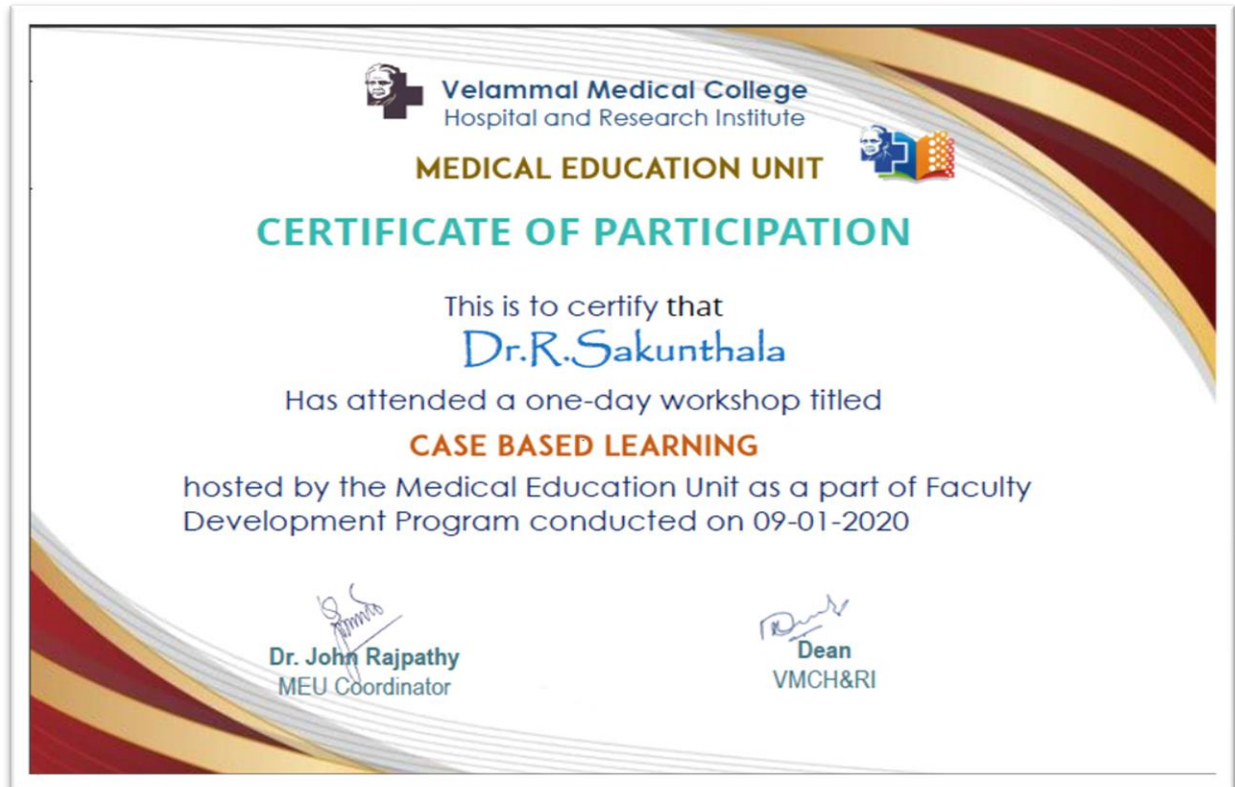 Velammal Medical College
Hospital and Research Institute
MEDICAL EDUCATION UNIT
CERTIFICATE OF PARTICIPATION
This is to certify that
Dr.R.Sakunthala
Has attended a one-day workshop titled
CASE BASED LEARNING
hosted by the Medical Education Unit as a part of Faculty
Development Program conducted on 09-01-2020
Dr. John Rajpathy
MEU Coordinator
Dean
VMCH&RI